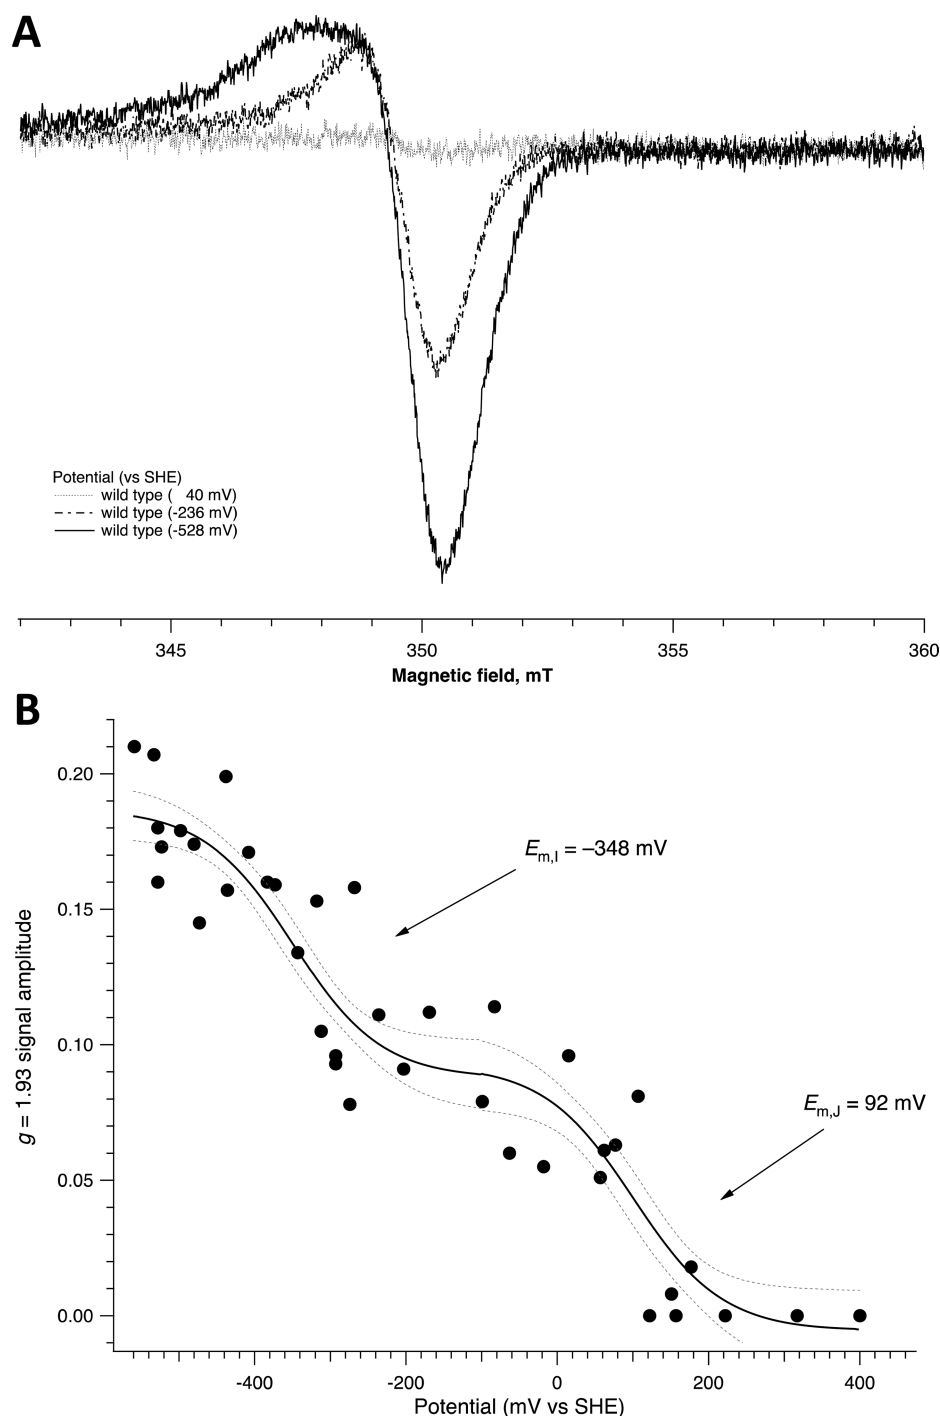 A
Potential (vs SHE)
wild type ( 40 mV)
wild type (-236 mV)
wild type (-528 mV)
345 350 355 360
Magnetic field, mT
B
0.20
0.15
0.10
0.05
0.00
g = 1.93 signal amplitude
Em,I = –348 mV
Em,J = 92 mV
-400 -200 0 200 400
Potential (mV vs SHE)